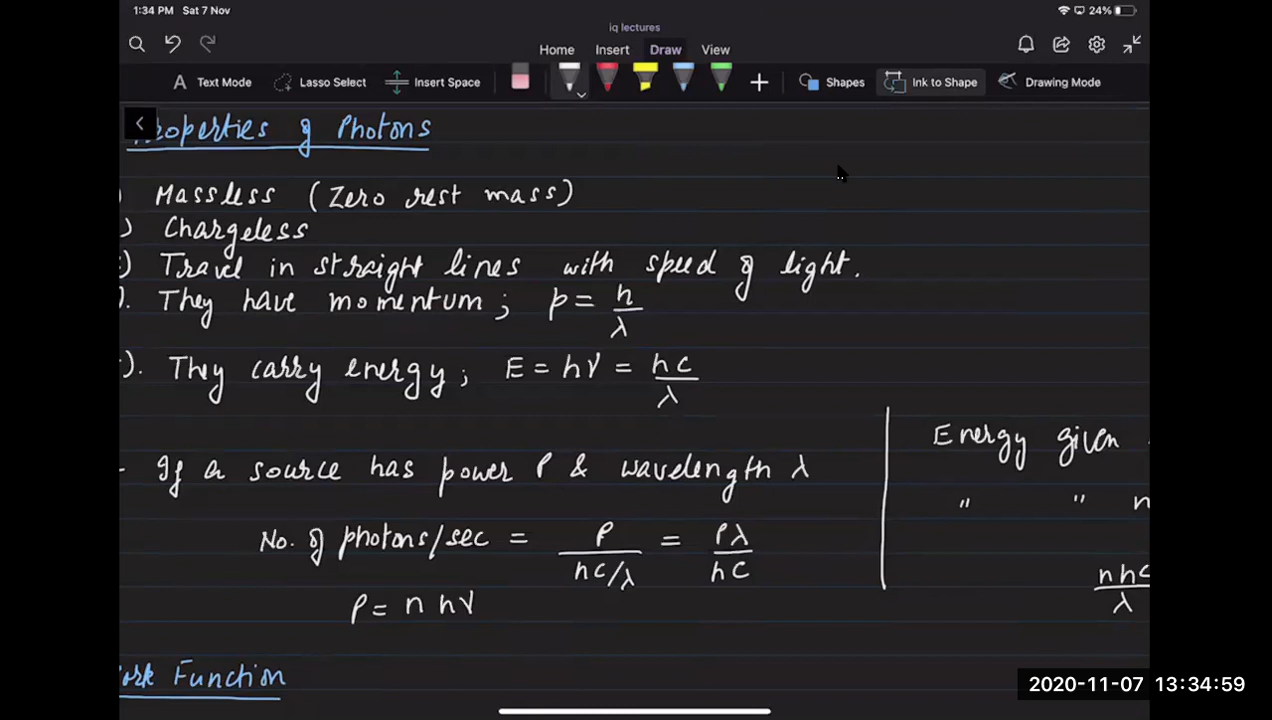 1:34 PM Sat 7 Nov
24%
iq lectures
Home Insert Draw View
Text Mode Lasso Select Insert Space Shapes Ink to Shape Drawing Mode
Properties of Photons
) Massless (Zero rest mass)
) Chargeless
) Travel in straight lines with speed of light.
). They have momentum; p = h/λ
). They carry energy; E = hν = hc/λ
Energy given
- If a source has power P & wavelength λ
" " n
No. of photons/sec = P/(hc/λ) = Pλ/hc
nhc/λ
P = n hν
ork Function
2020-11-07 13:34:59